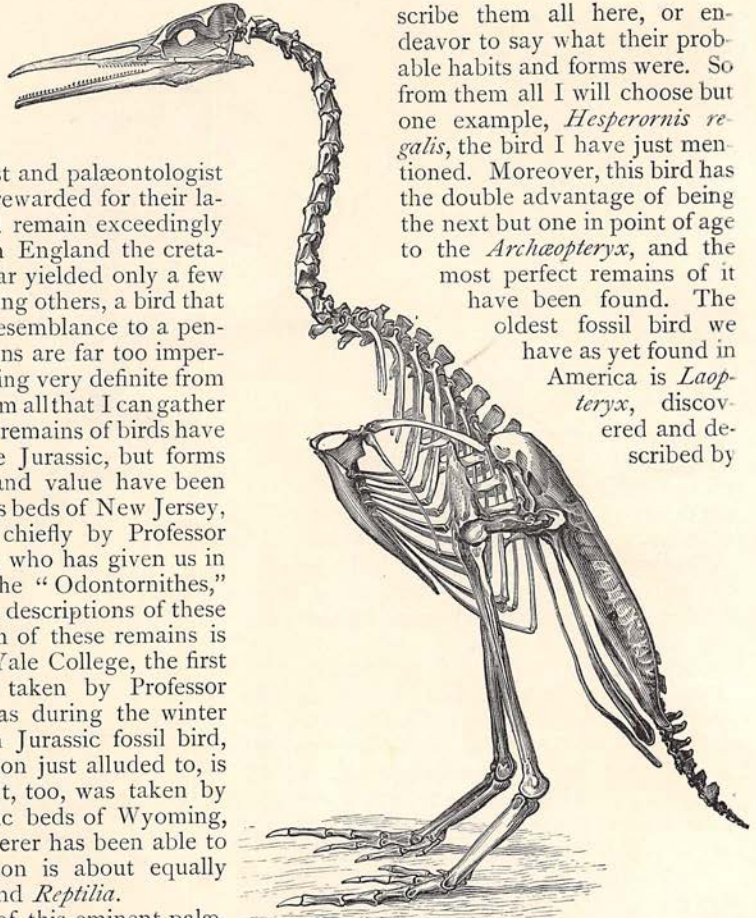 st and palæontologist
rewarded for their la-
remain exceedingly
n England the creta-
ar yielded only a few
ng others, a bird that
esemblance to a pen-
ns are far too imper-
ing very definite from
m all that I can gather
remains of birds have
e Jurassic, but forms
and value have been
s beds of New Jersey,
chiefly by Professor
who has given us in
he “ Odontornithes,”
descriptions of these
n of these remains is
Yale College, the first
taken by Professor
as during the winter
n Jurassic fossil bird,
on just alluded to, is
t, too, was taken by
ic beds of Wyoming,
erer has been able to
on is about equally
nd Reptilia.
of this eminent palæ-
scribe them all here, or en-
deavor to say what their prob-
able habits and forms were. So
from them all I will choose but
one example, Hesperornis re-
galis, the bird I have just men-
tioned. Moreover, this bird has
the double advantage of being
the next but one in point of age
to the Archæopteryx, and the
most perfect remains of it
have been found. The
oldest fossil bird we
have as yet found in
America is Laop-
teryx, discov-
ered and de-
scribed by